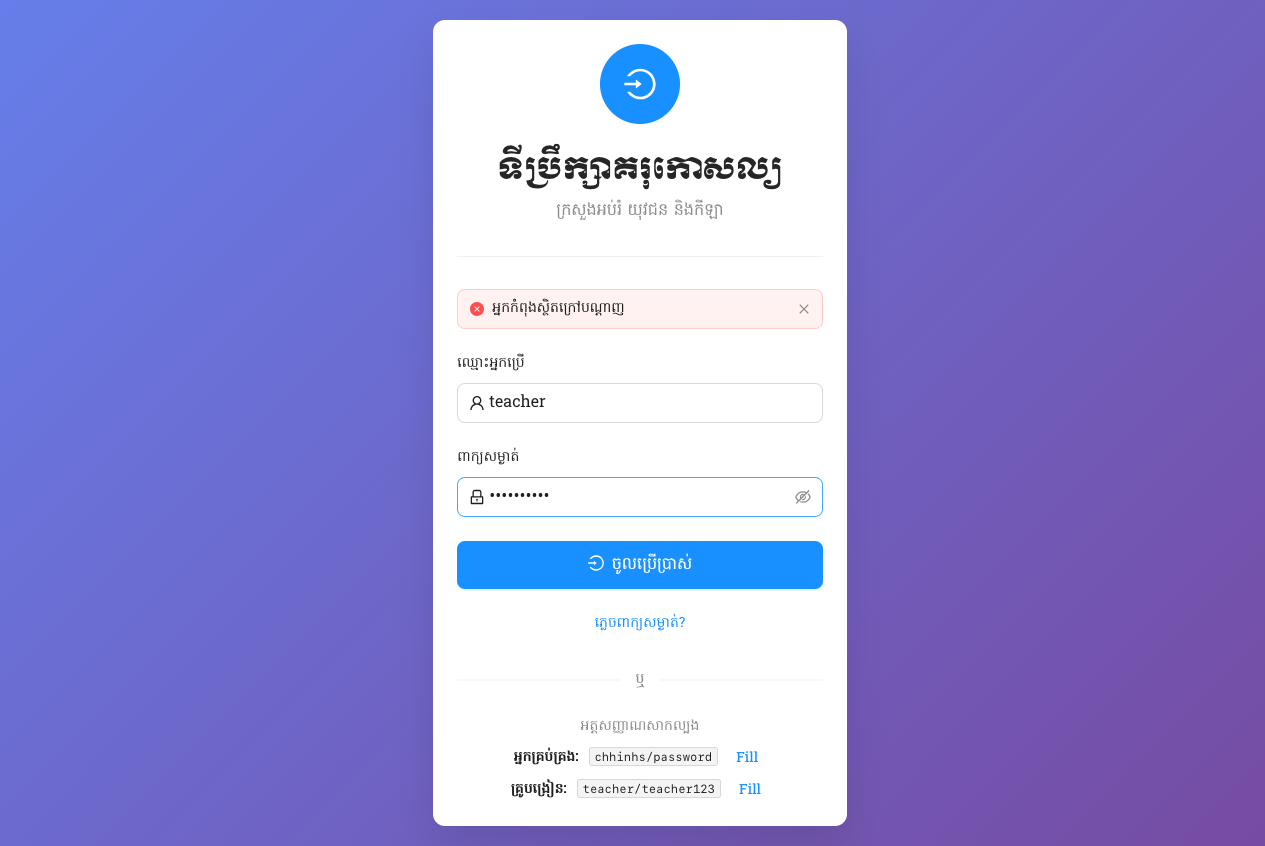 ទីប្រឹក្សាគរុកោសល្យ
ក្រសួងអប់រំ យុវជន និងកីឡា
អ្នកកំពុងស្ថិតក្រៅបណ្តាញ
ឈ្មោះអ្នកប្រើ
teacher
ពាក្យសម្ងាត់
••••••••••
ចូលប្រើប្រាស់
ភ្លេចពាក្យសម្ងាត់?
ឬ
អត្តសញ្ញាណសាកល្បង
អ្នកគ្រប់គ្រង: chhinhs/password Fill
គ្រូបង្រៀន: teacher/teacher123 Fill